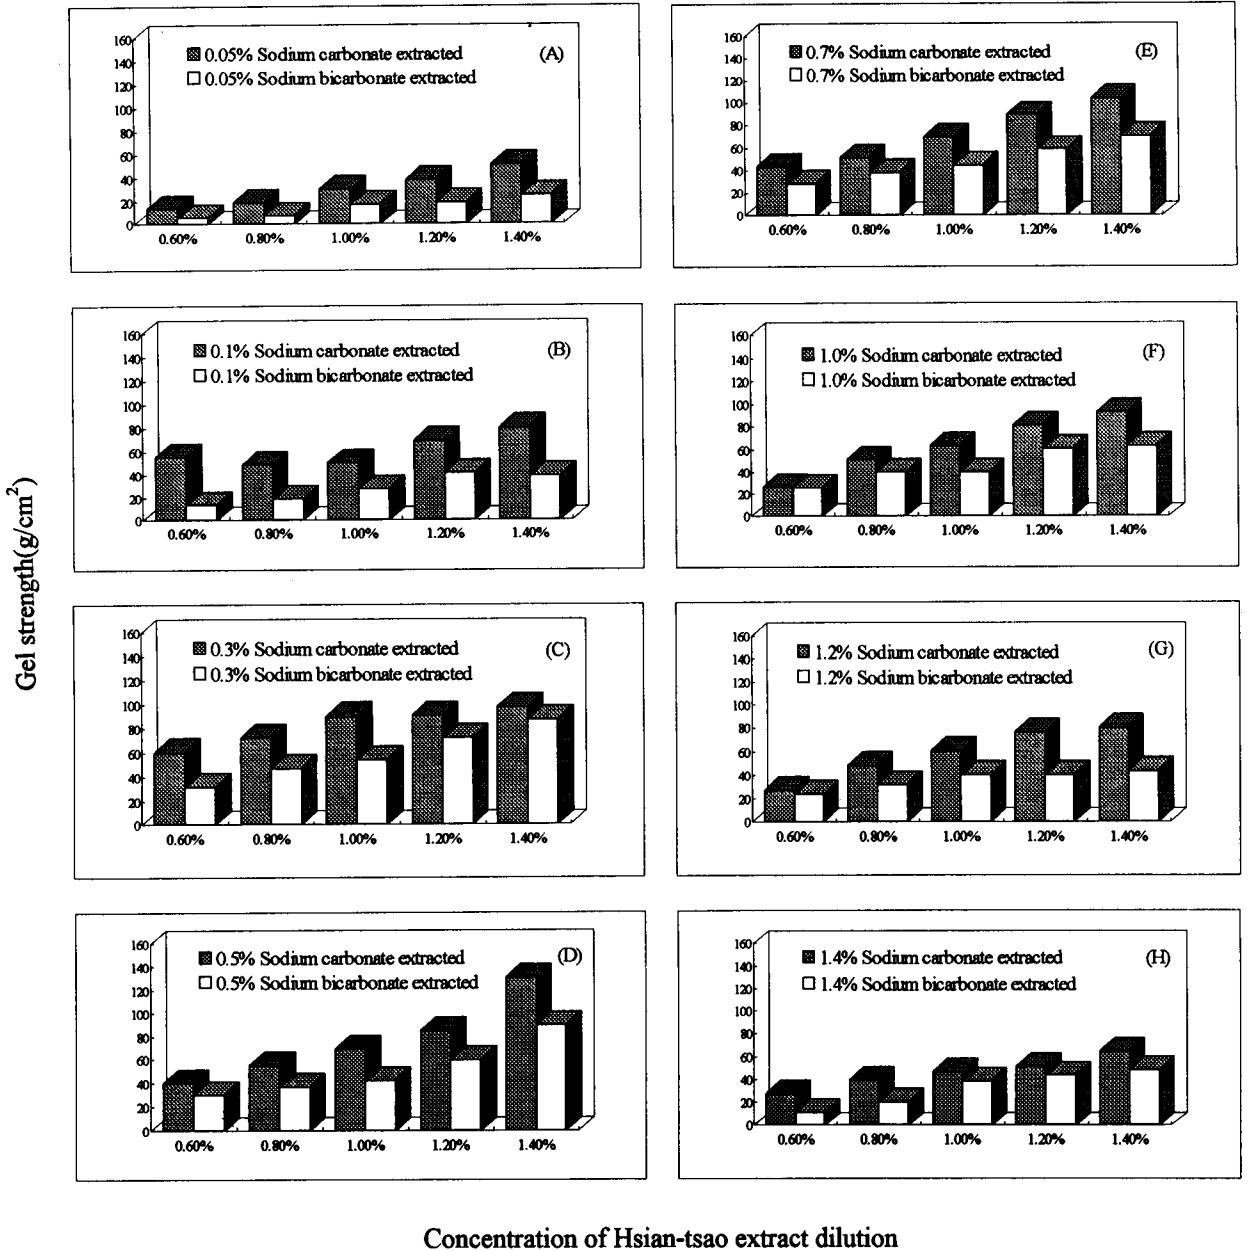 160
140
120
100
80
60
40
20
0
0.05% Sodium carbonate extracted
0.05% Sodium bicarbonate extracted
(A)
0.60% 0.80% 1.00% 1.20% 1.40%
160
140
120
100
80
60
40
20
0
0.7% Sodium carbonate extracted
0.7% Sodium bicarbonate extracted
(E)
0.60% 0.80% 1.00% 1.20% 1.40%
160
140
120
100
80
60
40
20
0
0.1% Sodium carbonate extracted
0.1% Sodium bicarbonate extracted
(B)
0.60% 0.80% 1.00% 1.20% 1.40%
160
140
120
100
80
60
40
20
0
1.0% Sodium carbonate extracted
1.0% Sodium bicarbonate extracted
(F)
0.60% 0.80% 1.00% 1.20% 1.40%
Gel strength(g/cm²)
160
140
120
100
80
60
40
20
0
0.3% Sodium carbonate extracted
0.3% Sodium bicarbonate extracted
(C)
0.60% 0.80% 1.00% 1.20% 1.40%
160
140
120
100
80
60
40
20
0
1.2% Sodium carbonate extracted
1.2% Sodium bicarbonate extracted
(G)
0.60% 0.80% 1.00% 1.20% 1.40%
160
140
120
100
80
60
40
20
0
0.5% Sodium carbonate extracted
0.5% Sodium bicarbonate extracted
(D)
0.60% 0.80% 1.00% 1.20% 1.40%
160
140
120
100
80
60
40
20
0
1.4% Sodium carbonate extracted
1.4% Sodium bicarbonate extracted
(H)
0.60% 0.80% 1.00% 1.20% 1.40%
Concentration of Hsian-tsao extract dilution